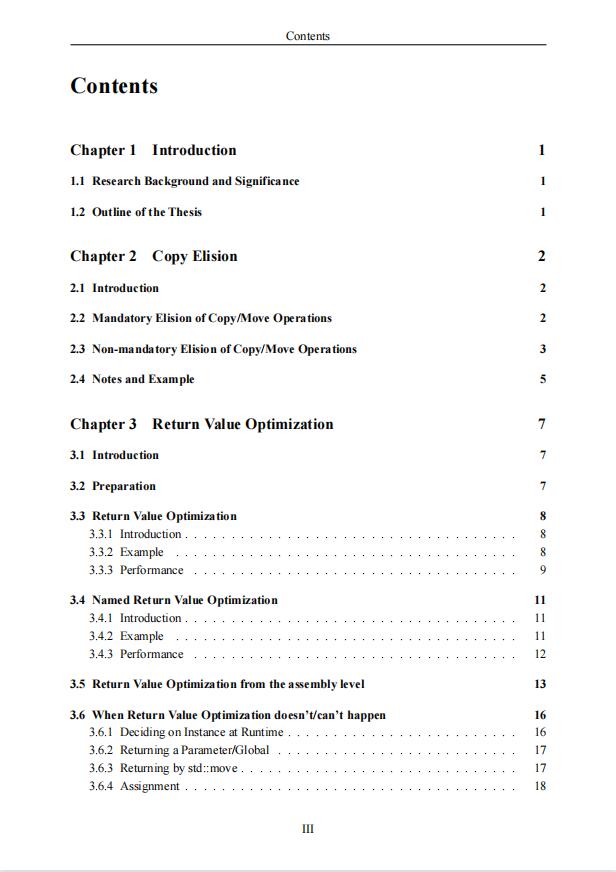 Contents
Contents
Chapter 1 Introduction 1
1.1 Research Background and Significance 1
1.2 Outline of the Thesis 1
Chapter 2 Copy Elision 2
2.1 Introduction 2
2.2 Mandatory Elision of Copy/Move Operations 2
2.3 Non-mandatory Elision of Copy/Move Operations 3
2.4 Notes and Example 5
Chapter 3 Return Value Optimization 7
3.1 Introduction 7
3.2 Preparation 7
3.3 Return Value Optimization 8
3.3.1 Introduction . . . . . . . . . . . . . . . . . . . . . . . . . . . . . . . . . . 8
3.3.2 Example . . . . . . . . . . . . . . . . . . . . . . . . . . . . . . . . . . . 8
3.3.3 Performance . . . . . . . . . . . . . . . . . . . . . . . . . . . . . . . . . 9
3.4 Named Return Value Optimization 11
3.4.1 Introduction . . . . . . . . . . . . . . . . . . . . . . . . . . . . . . . . . . 11
3.4.2 Example . . . . . . . . . . . . . . . . . . . . . . . . . . . . . . . . . . . 11
3.4.3 Performance . . . . . . . . . . . . . . . . . . . . . . . . . . . . . . . . . 12
3.5 Return Value Optimization from the assembly level 13
3.6 When Return Value Optimization doesn't/can't happen 16
3.6.1 Deciding on Instance at Runtime . . . . . . . . . . . . . . . . . . . . . . . 16
3.6.2 Returning a Parameter/Global . . . . . . . . . . . . . . . . . . . . . . . . 17
3.6.3 Returning by std::move . . . . . . . . . . . . . . . . . . . . . . . . . . . . 17
3.6.4 Assignment . . . . . . . . . . . . . . . . . . . . . . . . . . . . . . . . . . 18
III